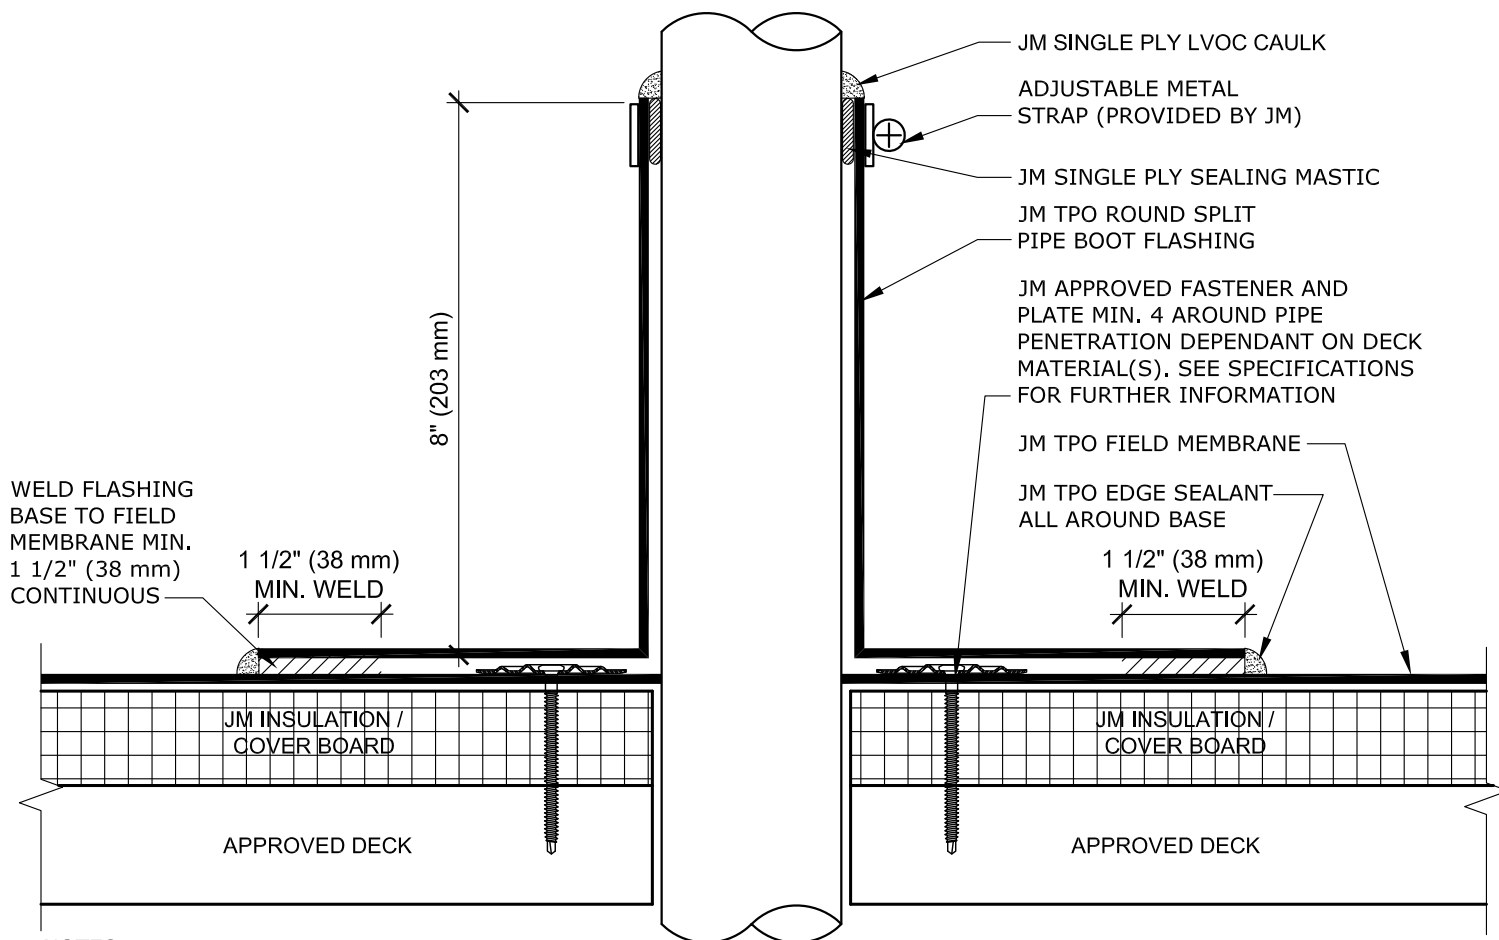 JM SINGLE PLY LVOC CAULK
ADJUSTABLE METAL
STRAP (PROVIDED BY JM)
JM SINGLE PLY SEALING MASTIC
JM TPO ROUND SPLIT
PIPE BOOT FLASHING
JM APPROVED FASTENER AND
PLATE MIN. 4 AROUND PIPE
PENETRATION DEPENDANT ON DECK
MATERIAL(S). SEE SPECIFICATIONS
FOR FURTHER INFORMATION
JM TPO FIELD MEMBRANE
JM TPO EDGE SEALANT
ALL AROUND BASE
8" (203 mm)
WELD FLASHING
BASE TO FIELD
MEMBRANE MIN.
1 1/2" (38 mm)
CONTINUOUS
1 1/2" (38 mm)
MIN. WELD
1 1/2" (38 mm)
MIN. WELD
JM INSULATION /
COVER BOARD
JM INSULATION /
COVER BOARD
APPROVED DECK
APPROVED DECK